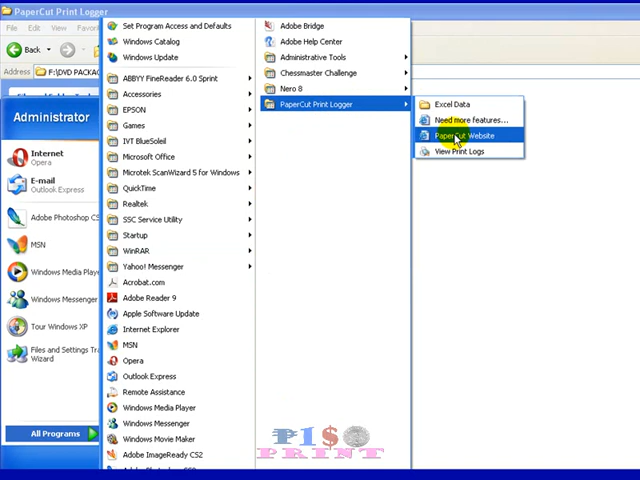 PaperCut Print Logger
File
Edit
View
Favorit
Back
Address
F:\DVD PACKAG
Administrator
Internet
Opera
E-mail
Outlook Express
Adobe Photoshop CS
MSN
Windows Media Player
Windows Messenger
Tour Windows XP
Files and Settings Tra
Wizard
All Programs
Set Program Access and Defaults
Windows Catalog
Windows Update
ABBYY FineReader 6.0 Sprint
Accessories
EPSON
Games
IVT BlueSoleil
Microsoft Office
Microtek ScanWizard 5 for Windows
QuickTime
Realtek
SSC Service Utility
Startup
WinRAR
Yahoo! Messenger
Acrobat.com
Adobe Reader 9
Apple Software Update
Internet Explorer
MSN
Opera
Outlook Express
Remote Assistance
Windows Media Player
Windows Messenger
Windows Movie Maker
Adobe ImageReady CS2
Adobe Bridge
Adobe Help Center
Administrative Tools
Chessmaster Challenge
Nero 8
PaperCut Print Logger
Excel Data
Need more features...
PaperCut Website
View Print Logs
P1$O
PRINT